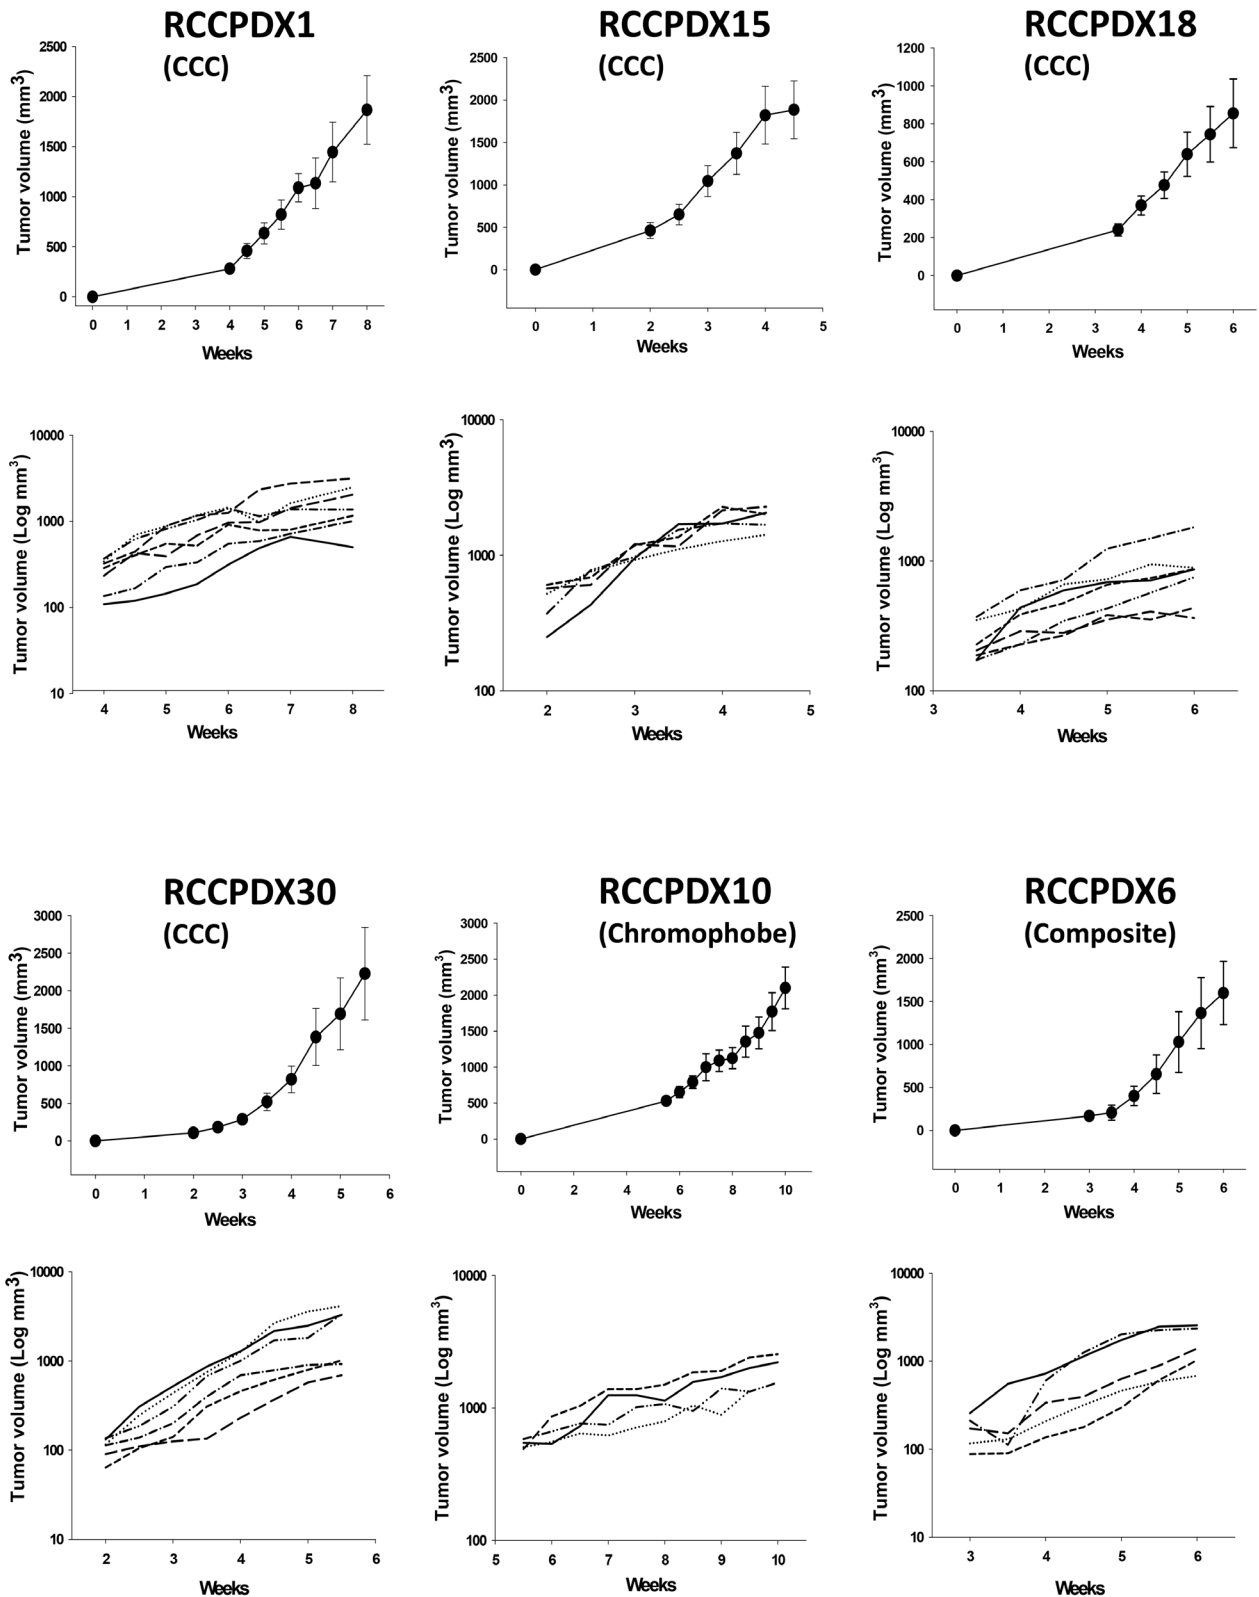 RCCPDX1
(CCC)
Tumor volume (mm3)
2500
2000
1500
1000
500
0
0 1 2 3 4 5 6 7 8
Weeks
RCCPDX15
(CCC)
Tumor volume (mm3)
2500
2000
1500
1000
500
0
0 1 2 3 4 5
Weeks
RCCPDX18
(CCC)
Tumor volume (mm3)
1200
1000
800
600
400
200
0
0 1 2 3 4 5 6
Weeks
Tumor volume (Log mm3)
10000
1000
100
10
4 5 6 7 8
Weeks
Tumor volume (Log mm3)
10000
1000
100
2 3 4 5
Weeks
Tumor volume (Log mm3)
10000
1000
100
3 4 5 6
Weeks
RCCPDX30
(CCC)
Tumor volume (mm3)
3000
2500
2000
1500
1000
500
0
0 1 2 3 4 5 6
Weeks
RCCPDX10
(Chromophobe)
Tumor volume (mm3)
3000
2500
2000
1500
1000
500
0
0 2 4 6 8 10
Weeks
RCCPDX6
(Composite)
Tumor volume (mm3)
2500
2000
1500
1000
500
0
0 1 2 3 4 5 6
Weeks
Tumor volume (Log mm3)
10000
1000
100
10
2 3 4 5 6
Weeks
Tumor volume (Log mm3)
10000
1000
100
5 6 7 8 9 10
Weeks
Tumor volume (Log mm3)
10000
1000
100
10
3 4 5 6
Weeks